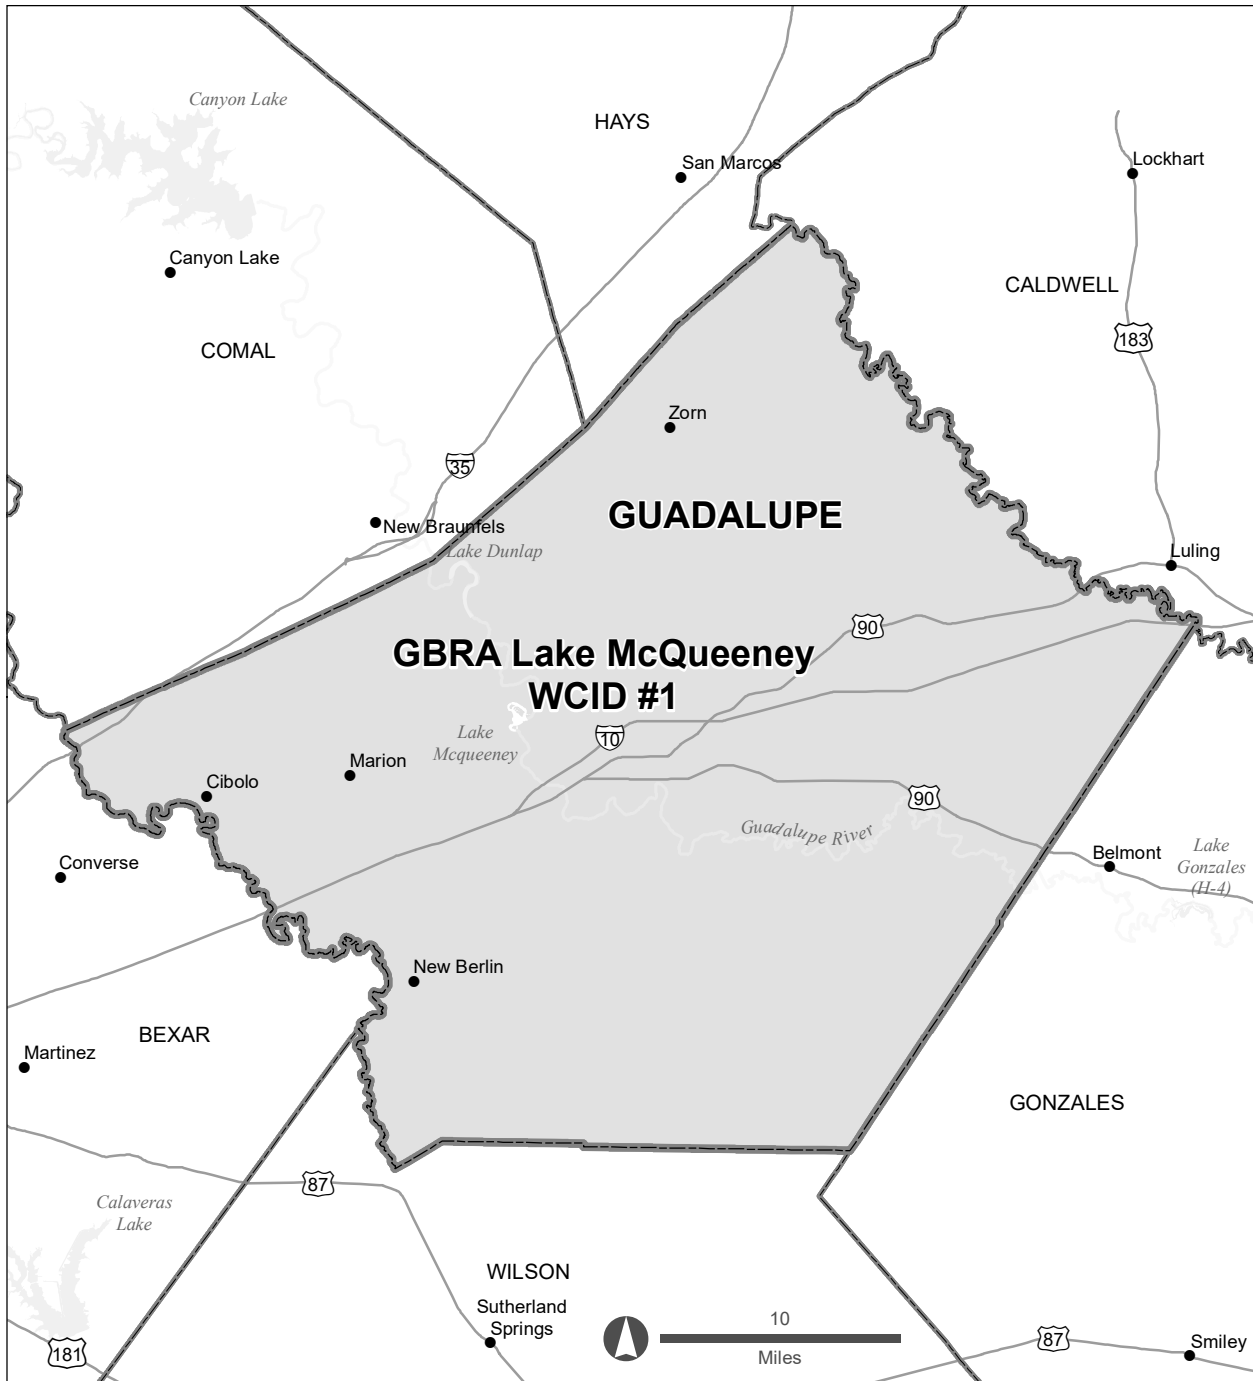 Canyon Lake
HAYS
San Marcos
Lockhart
Canyon Lake
CALDWELL
183
COMAL
Zorn
35
GUADALUPE
New Braunfels
Lake Dunlap
Luling
90
GBRA Lake McQueeney
WCID #1
Lake
Mcqueeney
10
Marion
Cibolo
90
Guadalupe River
Converse
Belmont
Lake
Gonzales
(H-4)
New Berlin
BEXAR
Martinez
GONZALES
87
Calaveras
Lake
WILSON
Sutherland
Springs
10
Miles
87
Smiley
181